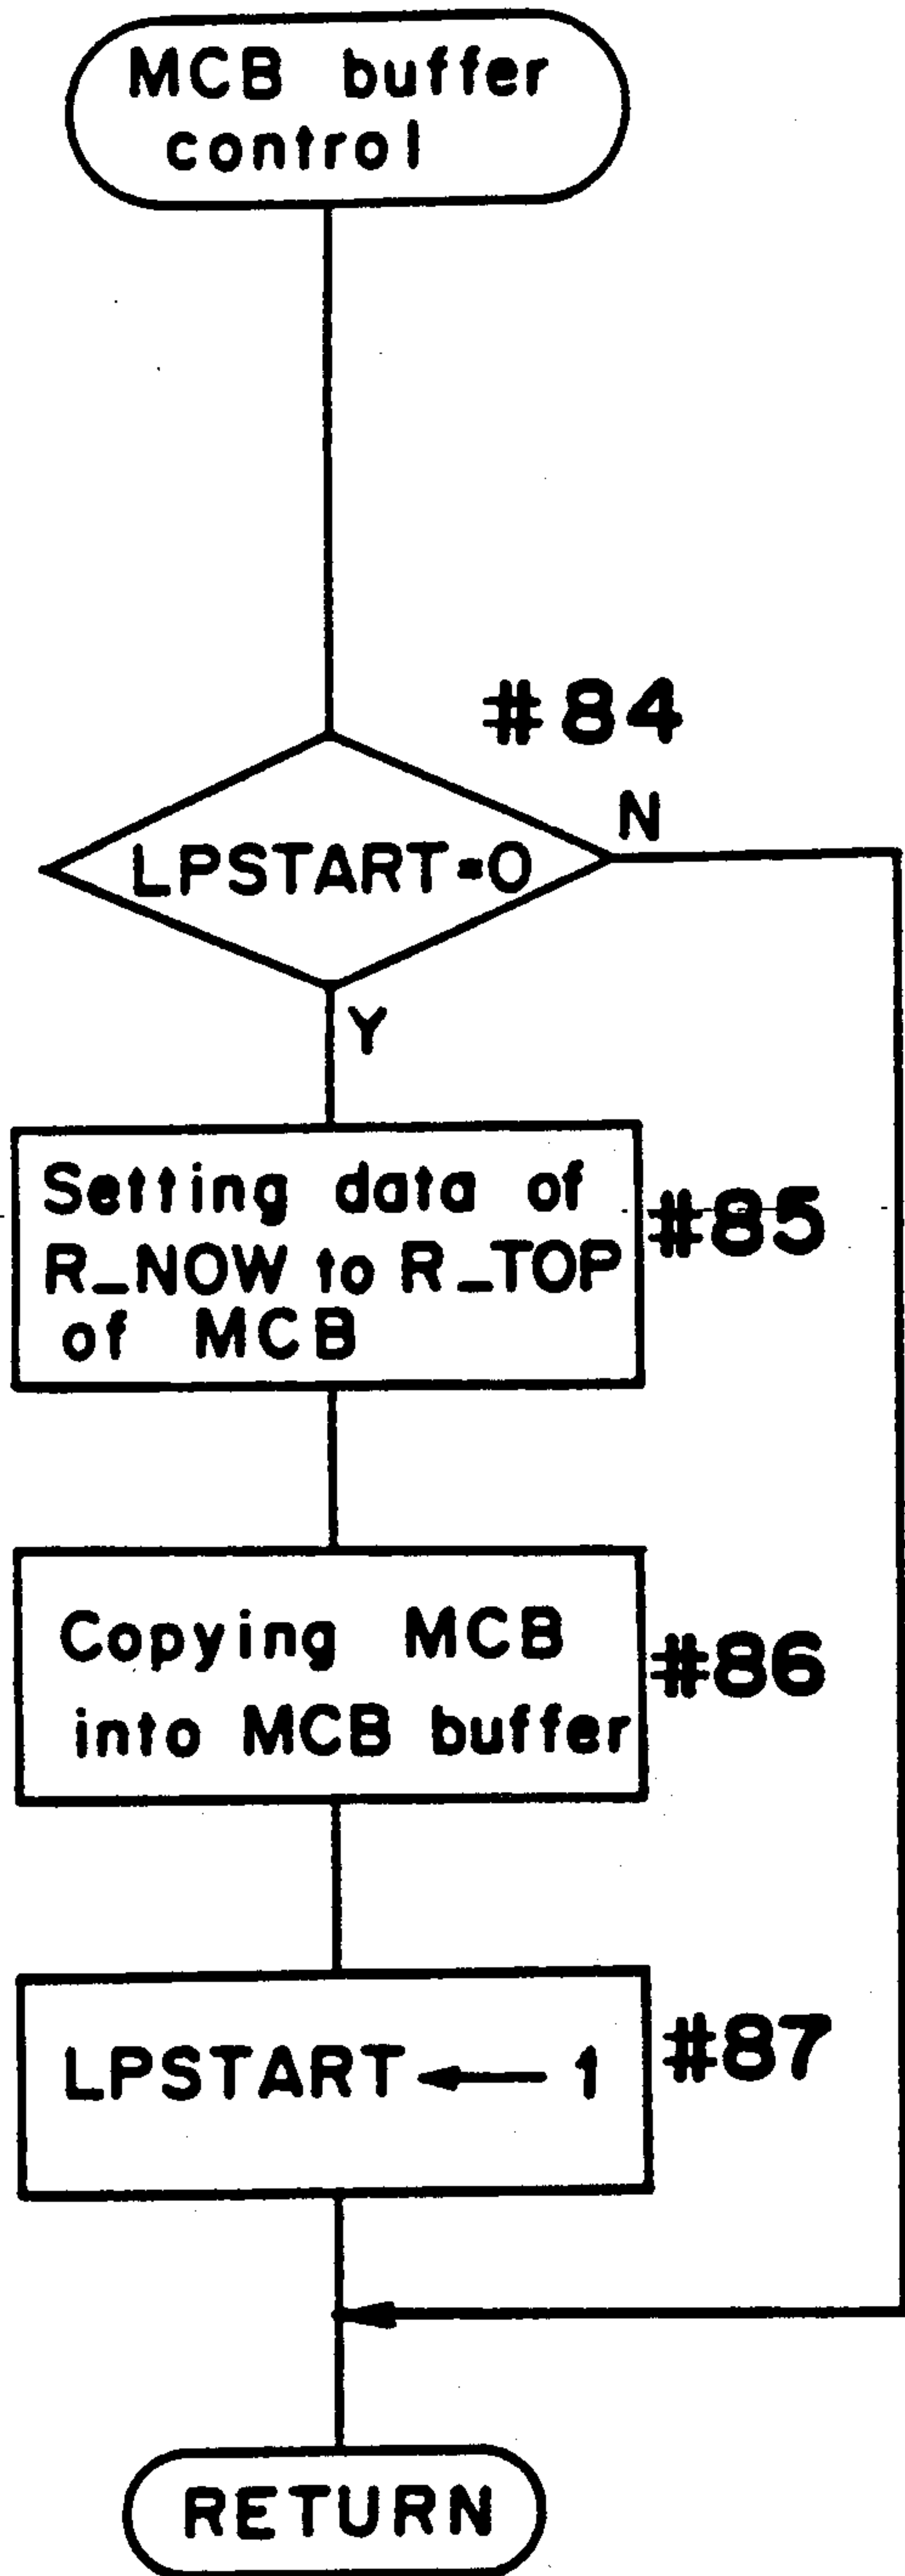 MCB buffer
control
#84
N
LPSTART=0
Y
Setting data of
R_NOW to R_TOP
of MCB
#85
Copying MCB
into MCB buffer
#86
LPSTART ← 1
#87
RETURN